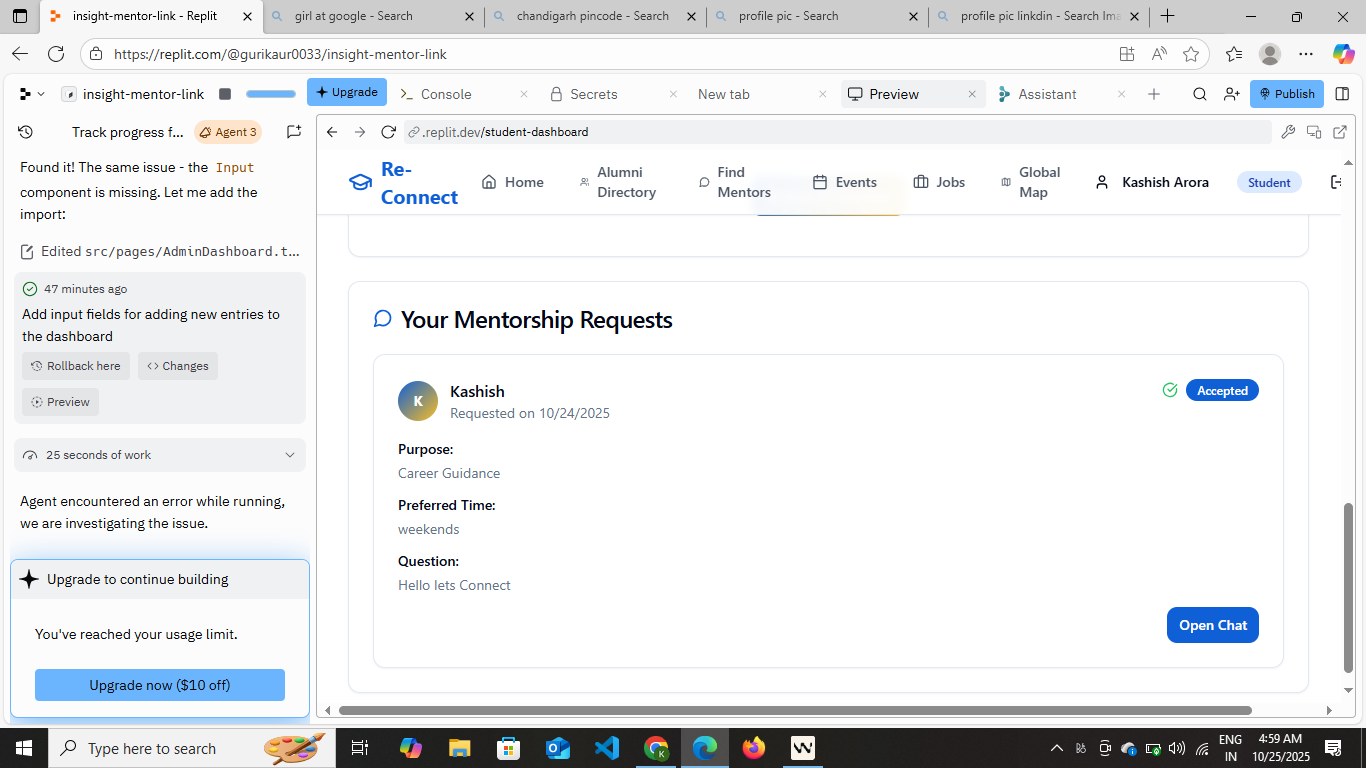 insight-mentor-link - Replit
girl at google - Search
chandigarh pincode - Search
profile pic - Search
profile pic linkdin - Search Ima
https://replit.com/@gurikaur0033/insight-mentor-link
insight-mentor-link
Upgrade
Console
Secrets
New tab
Preview
Assistant
Publish
Track progress f...
Agent 3
.replit.dev/student-dashboard
Found it! The same issue - the Input
component is missing. Let me add the
import:
Edited src/pages/AdminDashboard.t...
47 minutes ago
Add input fields for adding new entries to
the dashboard
Rollback here
Changes
Preview
25 seconds of work
Agent encountered an error while running,
we are investigating the issue.
Upgrade to continue building
You've reached your usage limit.
Upgrade now ($10 off)
Re-
Connect
Home
Alumni
Directory
Find
Mentors
Events
Jobs
Global
Map
Kashish Arora
Student
Your Mentorship Requests
K
Kashish
Requested on 10/24/2025
Accepted
Purpose:
Career Guidance
Preferred Time:
weekends
Question:
Hello lets Connect
Open Chat
Type here to search
ENG
IN
4:59 AM
10/25/2025